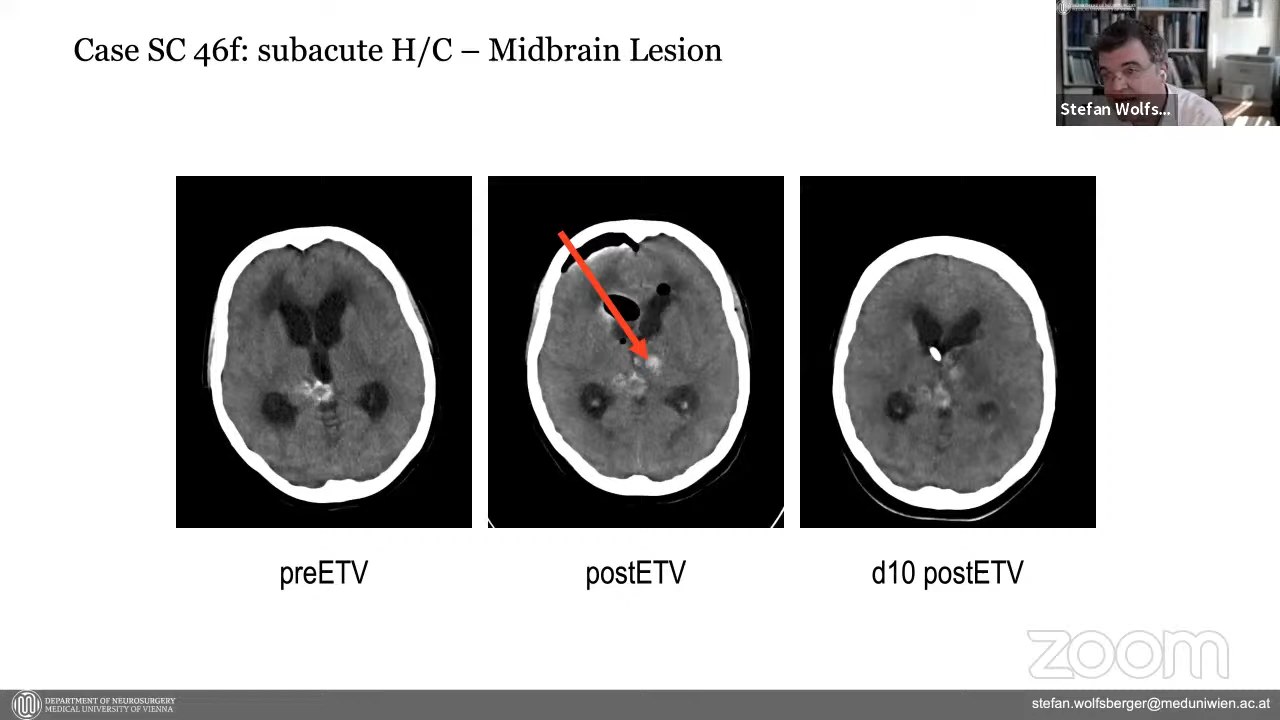 Case SC 46f: subacute H/C – Midbrain Lesion
Stefan Wolfs...
preETV
postETV
d10 postETV
zoom
DEPARTMENT OF NEUROSURGERY
MEDICAL UNIVERSITY OF VIENNA
stefan.wolfsberger@meduniwien.ac.at